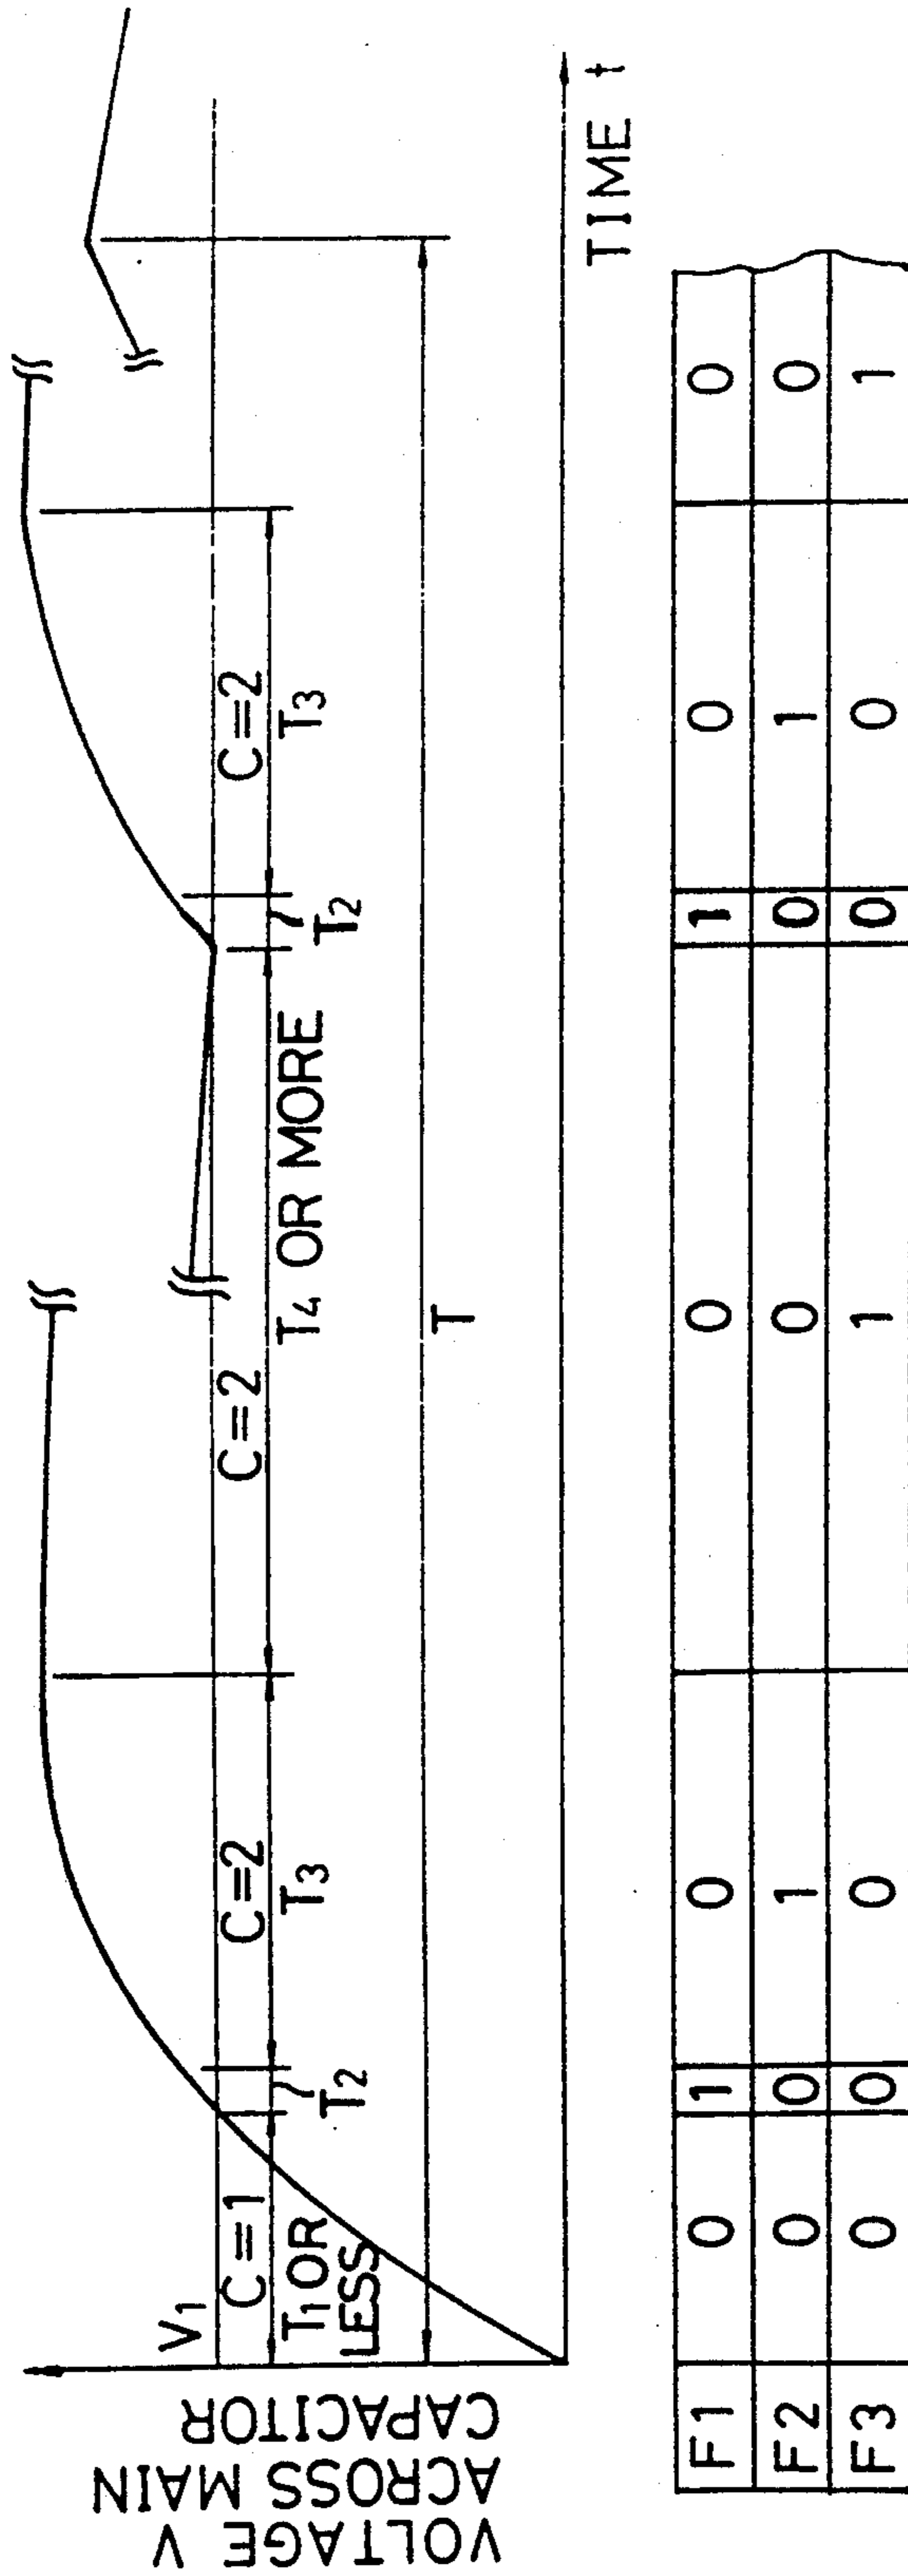 VOLTAGE V
ACROSS MAIN
CAPACITOR
V1
C=1
C=2
C=2
C=2
T1 OR
LESS
T2
T3
T4 OR MORE
T2
T3
T
TIME t
F1 0 1 0 0 1 0 0
F2 0 0 1 0 0 1 0
F3 0 0 0 1 0 0 1